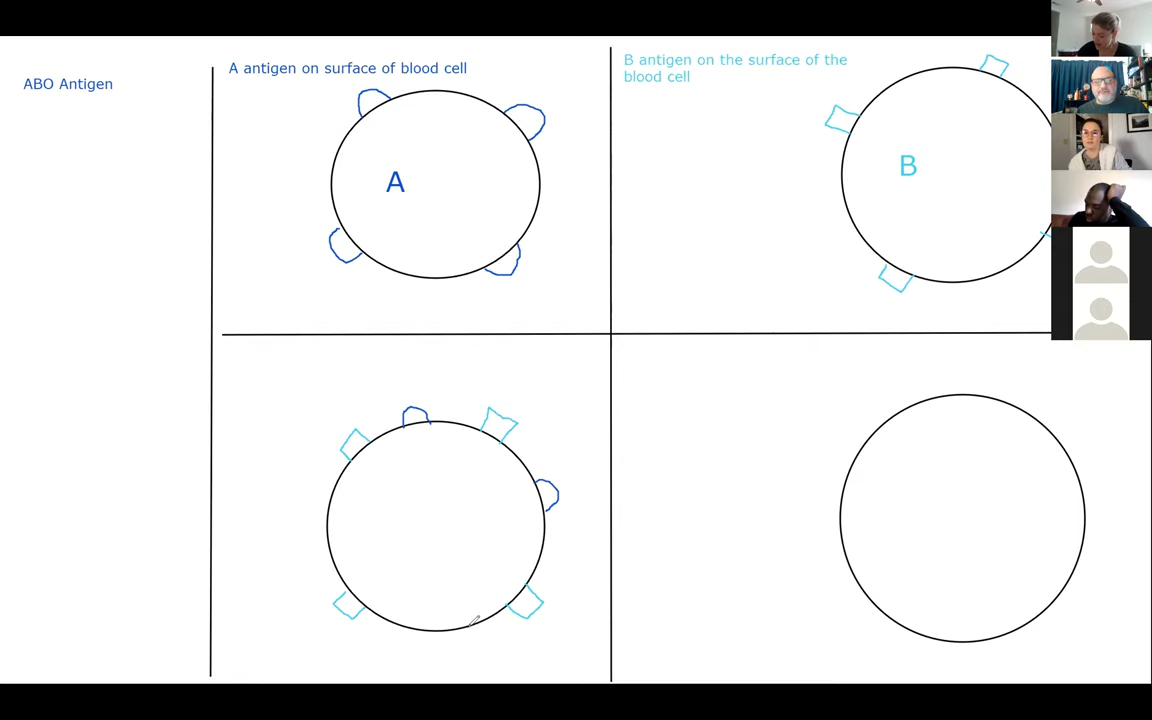 ABO Antigen
A antigen on surface of blood cell
A
B antigen on the surface of the
blood cell
B